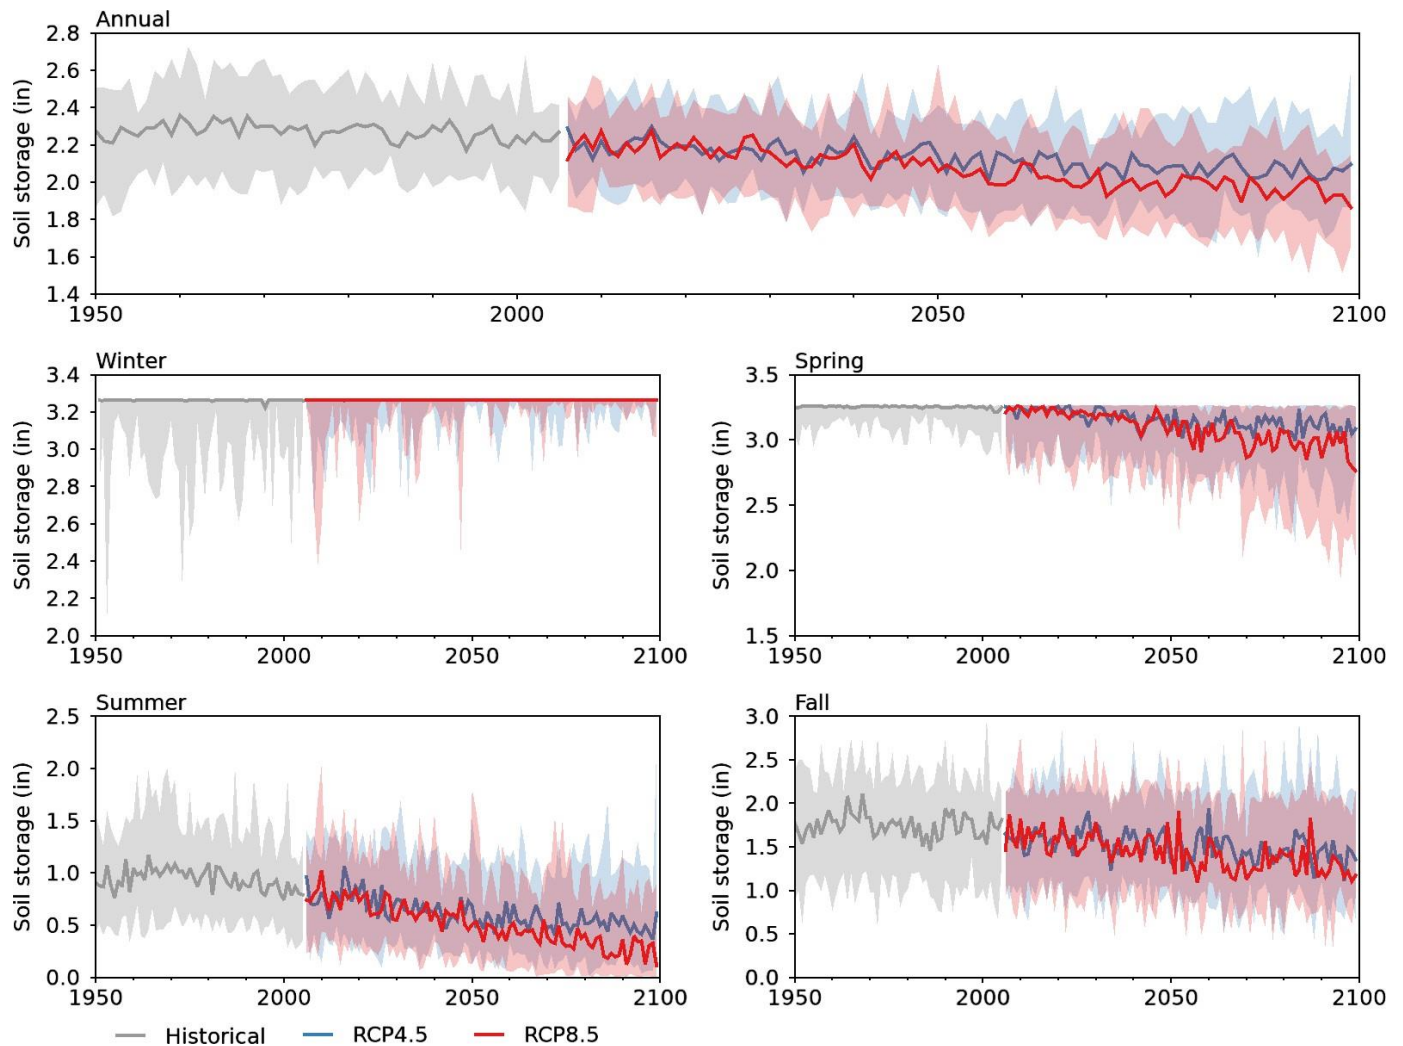 Annual
Soil storage (in)
2.8
2.6
2.4
2.2
2.0
1.8
1.6
1.4
1950 2000 2050 2100
Winter
Soil storage (in)
3.4
3.2
3.0
2.8
2.6
2.4
2.2
2.0
1950 2000 2050 2100
Spring
Soil storage (in)
3.5
3.0
2.5
2.0
1.5
1950 2000 2050 2100
Summer
Soil storage (in)
2.5
2.0
1.5
1.0
0.5
0.0
1950 2000 2050 2100
Fall
Soil storage (in)
3.0
2.5
2.0
1.5
1.0
0.5
0.0
1950 2000 2050 2100
Historical RCP4.5 RCP8.5